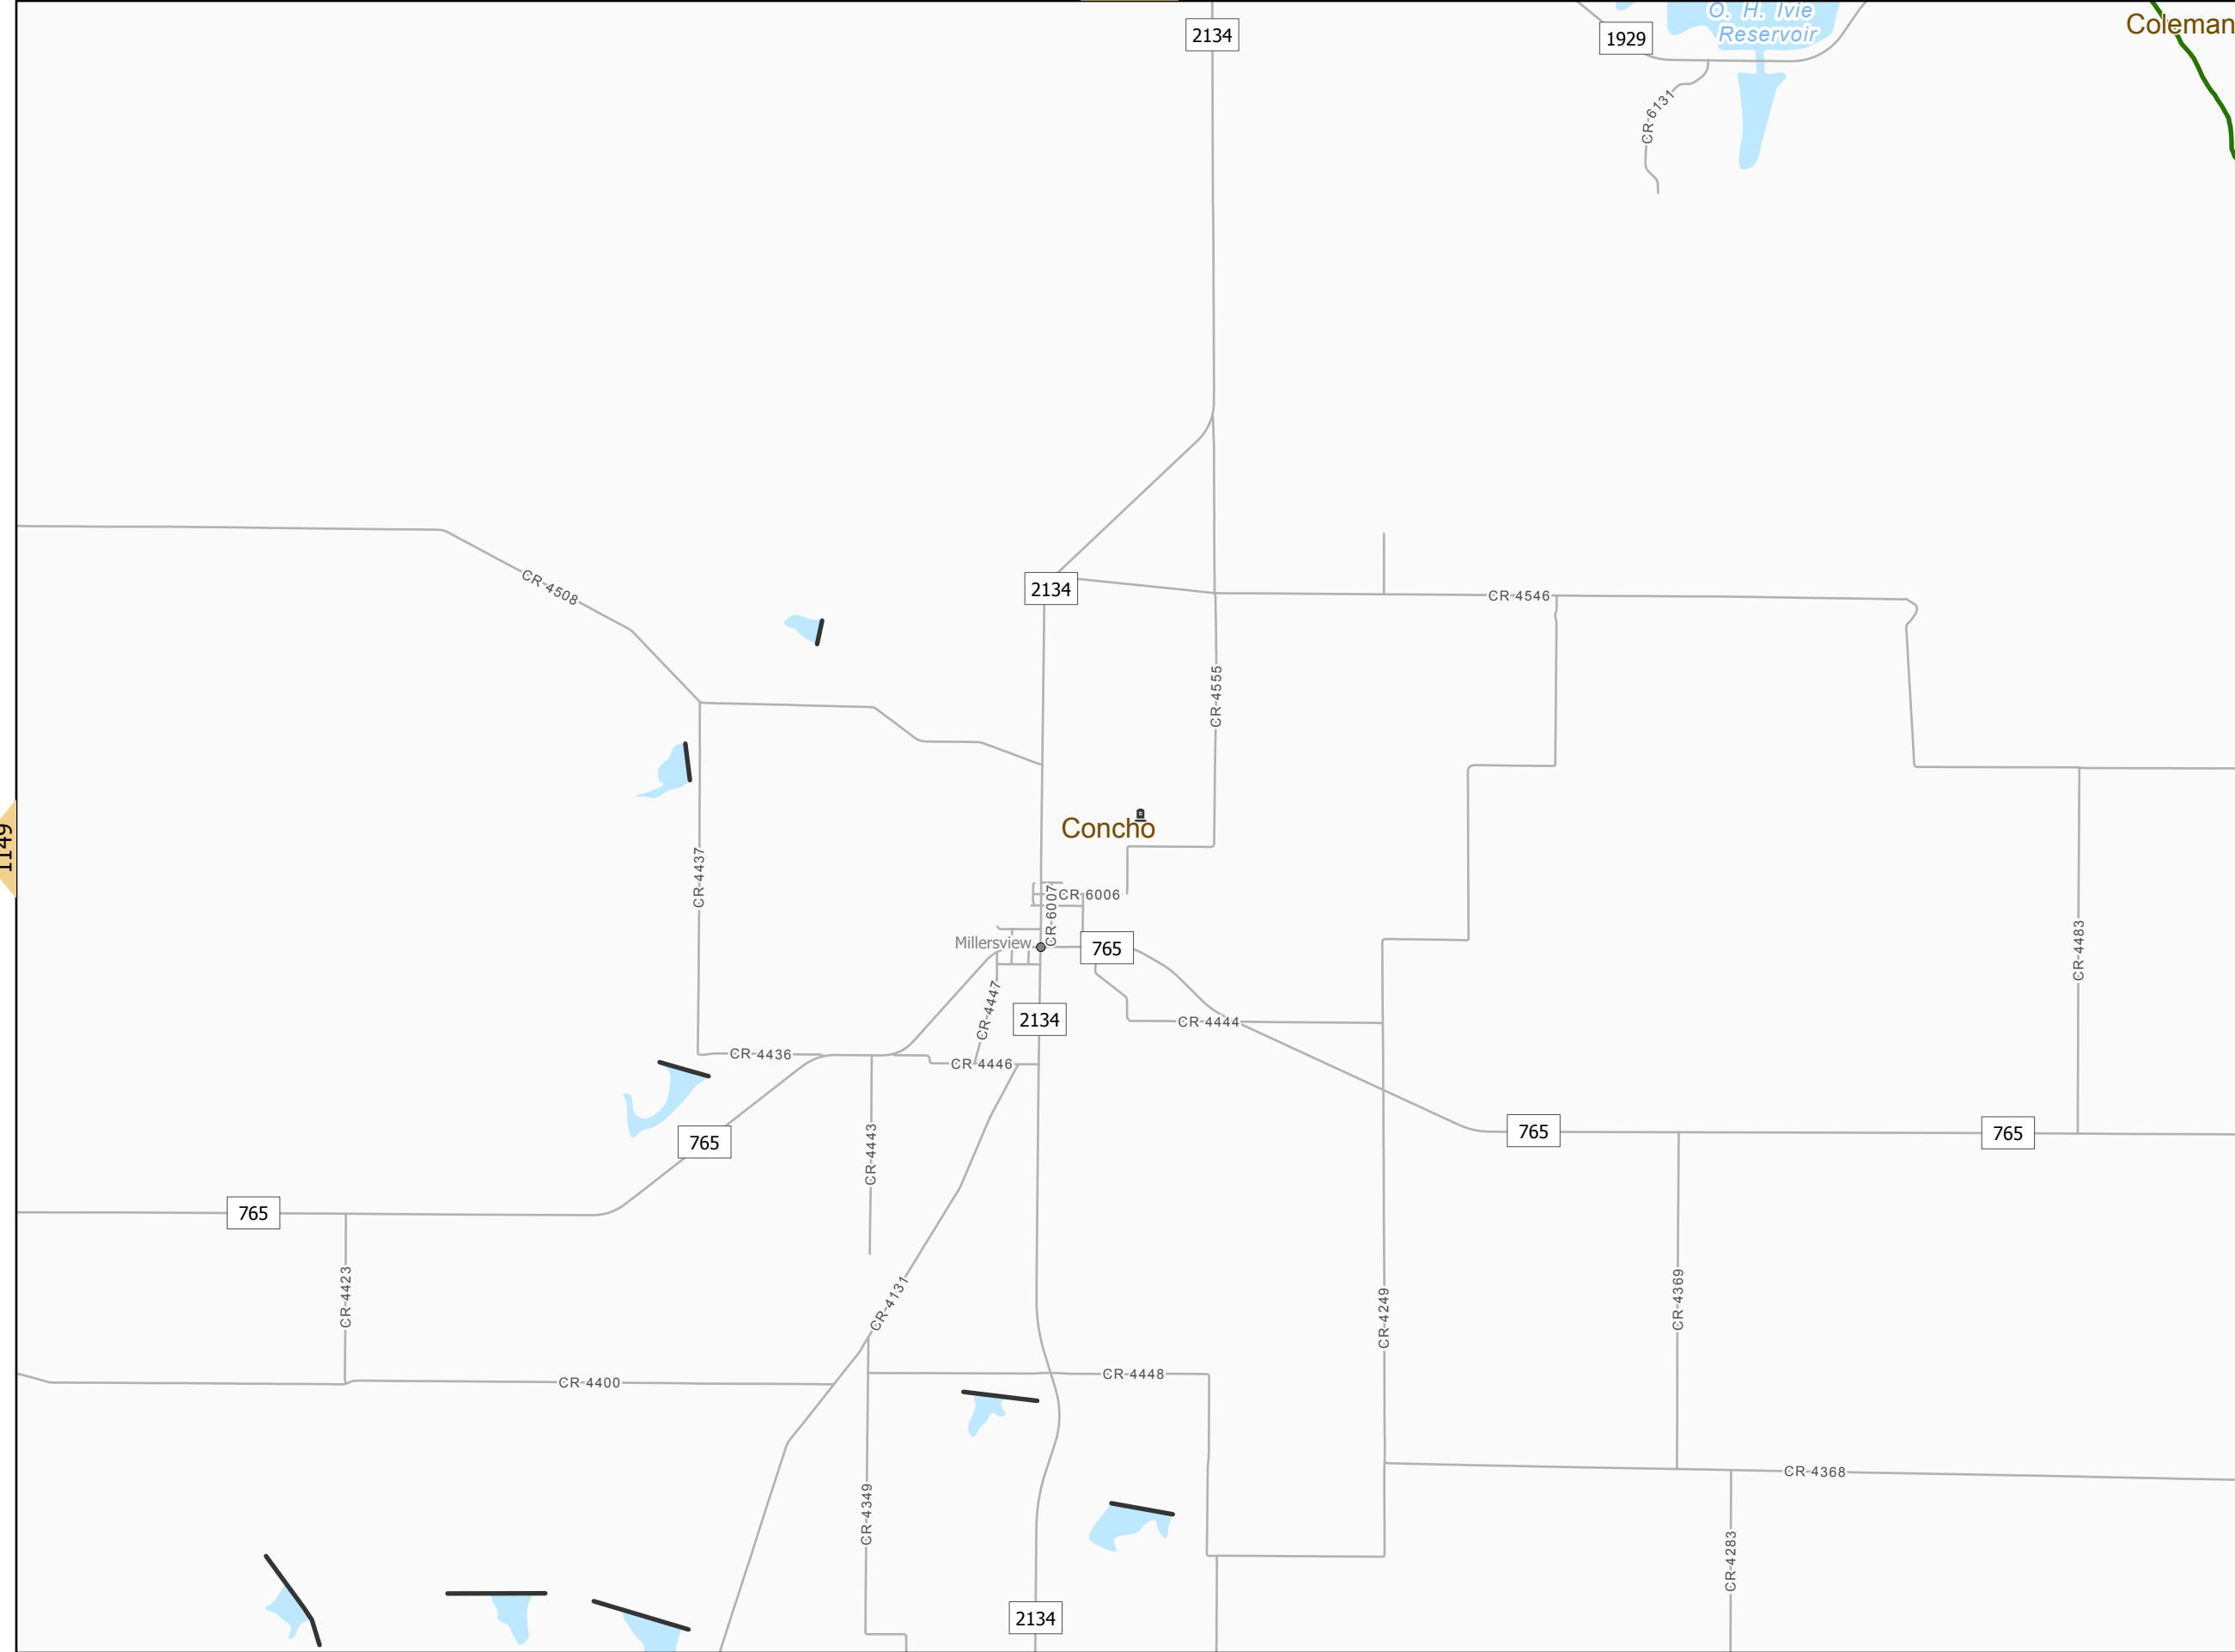 O. H. Ivie
Reservoir
Coleman
2134
1929
CR-6131
CR-4508
2134
CR-4546
CR-4555
1149
Concho
CR-4437
CR-6006
CR-6007
Millersview
765
CR-4483
CR-4447
2134
CR-4444
CR-4436
CR-4446
765
CR-4443
765
765
765
CR-4423
CR-4131
CR-4249
CR-4369
CR-4400
CR-4448
CR-4368
CR-4349
CR-4283
2134